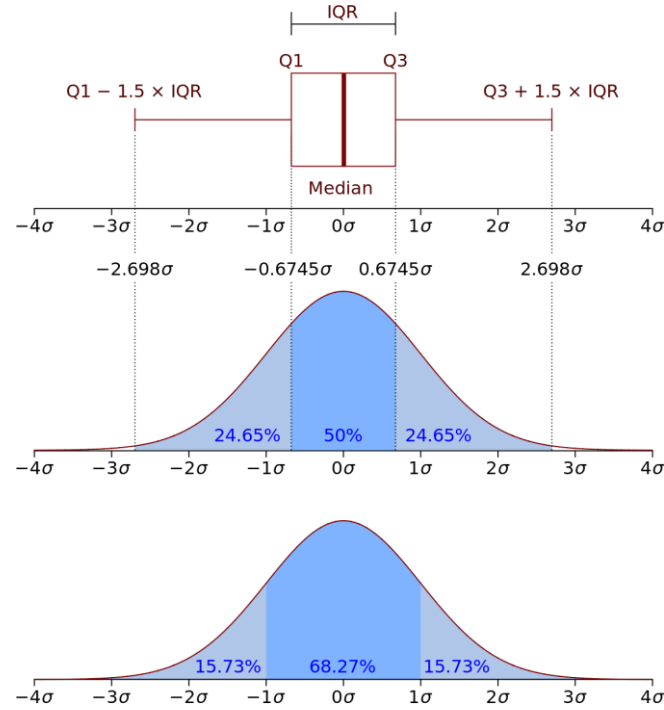 IQR
Q1 Q3
Q1 − 1.5 × IQR Q3 + 1.5 × IQR
Median
−4σ −3σ −2σ −1σ 0σ 1σ 2σ 3σ 4σ
−2.698σ −0.6745σ 0.6745σ 2.698σ
24.65% 50% 24.65%
−4σ −3σ −2σ −1σ 0σ 1σ 2σ 3σ 4σ
15.73% 68.27% 15.73%
−4σ −3σ −2σ −1σ 0σ 1σ 2σ 3σ 4σ